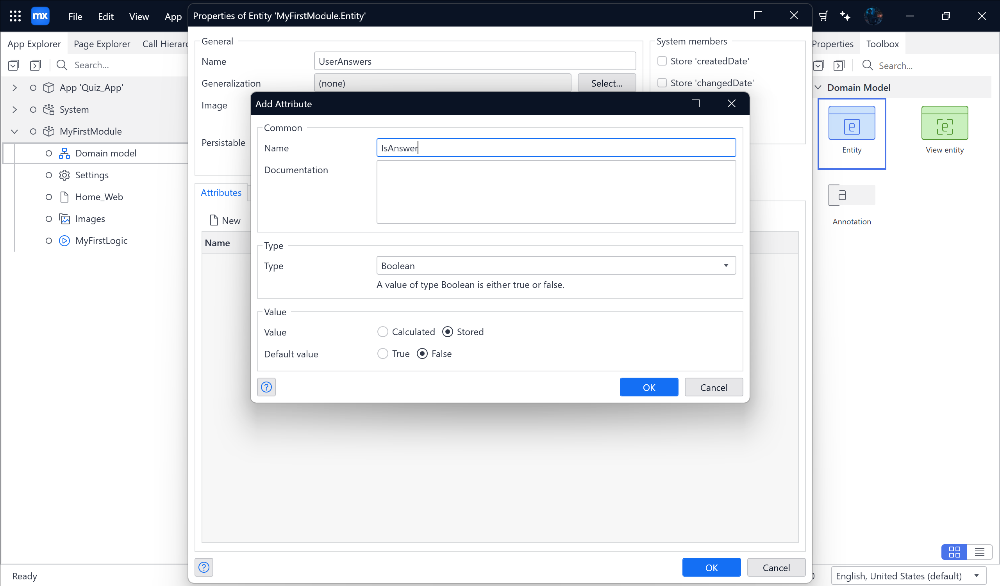 mx File Edit View App
Properties of Entity 'MyFirstModule.Entity'
App Explorer Page Explorer Call Hierarc
Search...
App 'Quiz_App'
System
MyFirstModule
Domain model
Settings
Home_Web
Images
MyFirstLogic
General
Name UserAnswers
Generalization (none) Select...
Image
Persistable
System members
Store 'createdDate'
Store 'changedDate'
Attributes
New
Name
Add Attribute
Common
Name IsAnswer
Documentation
Type
Type Boolean
A value of type Boolean is either true or false.
Value
Value Calculated Stored
Default value True False
? OK Cancel
? OK Cancel
Properties Toolbox
Search...
Domain Model
e e
Entity View entity
a
Annotation
Ready
English, United States (default)